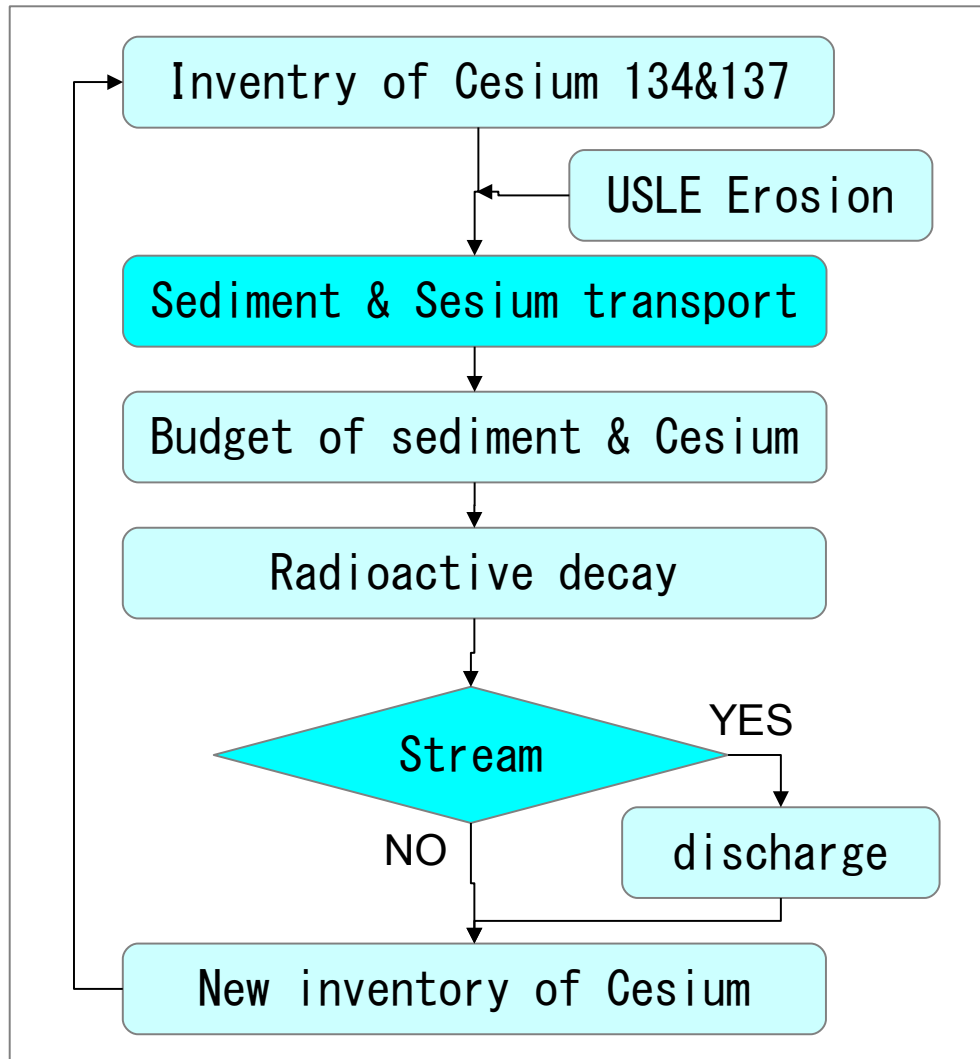 Inventry of Cesium 134&137
USLE Erosion
Sediment & Sesium transport
Budget of sediment & Cesium
Radioactive decay
Stream
YES
NO
discharge
New inventory of Cesium